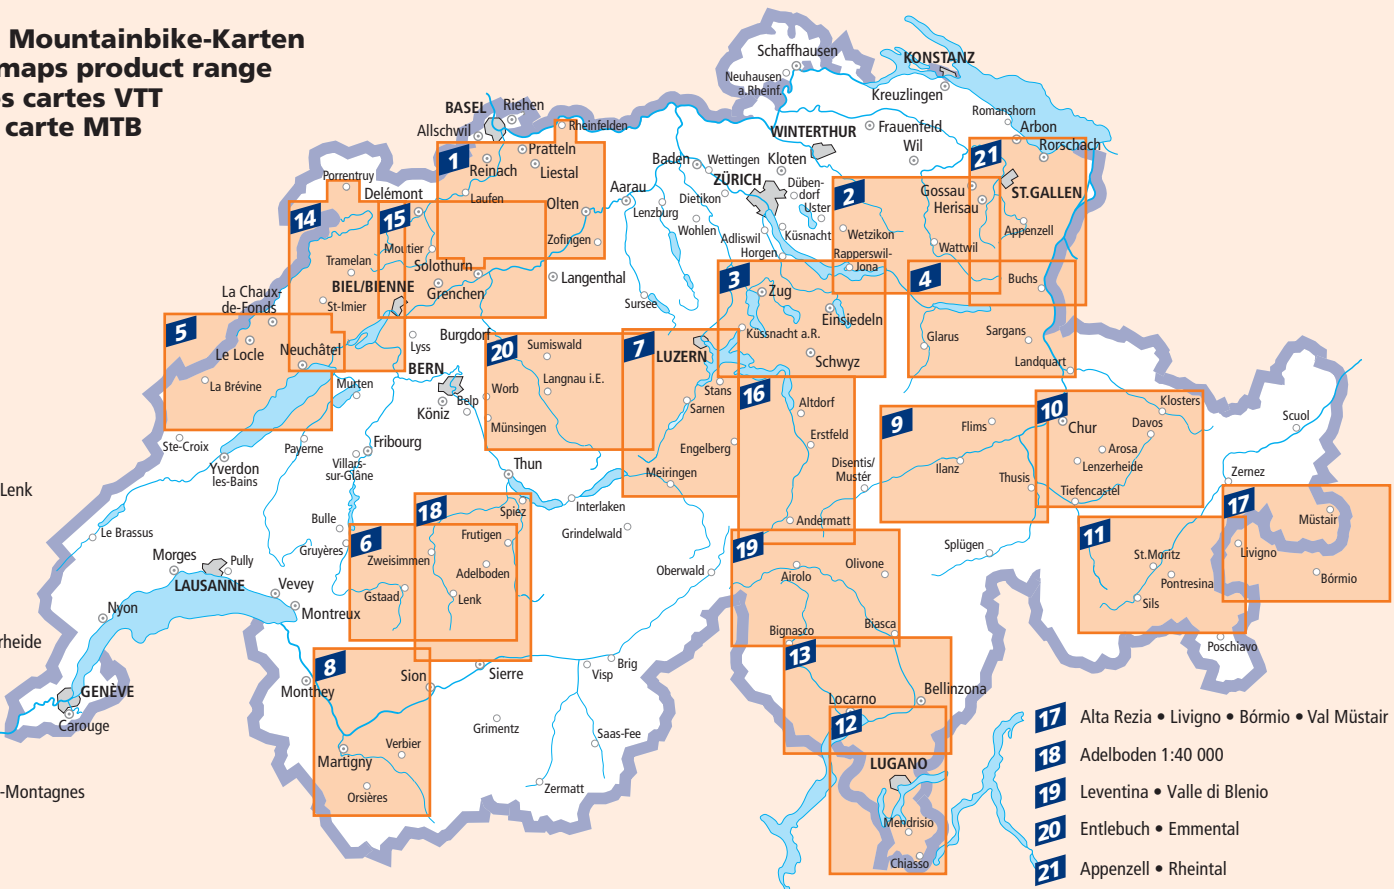 Mountainbike-Karten
maps product range
s cartes VTT
carte MTB
Schaffhausen
Neuhausen
a.Rheinf.
KONSTANZ
Kreuzlingen
Romanshorn
Arbon
Rorschach
BASEL
Riehen
Allschwil
Rheinfelden
Pratteln
1
Reinach
Liestal
Laufen
WINTERTHUR
Frauenfeld
Wil
Baden
Wettingen
Kloten
ZÜRICH
Düben-
dorf
Dietikon
Uster
Aarau
Lenzburg
Wohlen
Adliswil
Küsnacht
Horgen
21
2
Gossau
ST.GALLEN
Herisau
Appenzell
Wetzikon
Wattwil
Rapperswil-
Jona
Porrentruy
Delémont
14
15
Olten
Zofingen
Moutier
Tramelan
Solothurn
BIEL/BIENNE
Grenchen
Langenthal
St-Imier
La Chaux-
de-Fonds
Sursee
3
Zug
Einsiedeln
4
Buchs
5
Le Locle
Neuchâtel
La Brévine
Lyss
Burgdorf
20
Sumiswald
7
LUZERN
Küssnacht a.R.
Schwyz
Glarus
Sargans
Landquart
BERN
Murten
Worb
Langnau i.E.
Köniz
Belp
Münsingen
Stans
Sarnen
16
Altdorf
Erstfeld
Engelberg
Meiringen
9
Flims
10
Chur
Klosters
Davos
Arosa
Lenzerheide
Ilanz
Thusis
Tiefencastel
Disentis/
Mustér
Scuol
Zernez
Ste-Croix
Payerne
Fribourg
Yverdon
les-Bains
Villars-
sur-Glâne
Thun
Lenk
Le Brassus
Bulle
Gruyères
18
Spiez
Frutigen
Interlaken
Grindelwald
Andermatt
6
Zweisimmen
Adelboden
Gstaad
Lenk
Morges
Pully
LAUSANNE
Vevey
Montreux
Nyon
Oberwald
19
Olivone
Airolo
Splügen
11
St.Moritz
Pontresina
Sils
17
Müstair
Livigno
Bórmio
Poschiavo
Bignasco
Biasca
rheide
8
Sion
Sierre
Visp
Brig
Monthey
GENÈVE
Carouge
13
Locarno
Bellinzona
12
Grimentz
Saas-Fee
Verbier
Martigny
Orsières
Zermatt
-Montagnes
LUGANO
Mendrisio
Chiasso
17 Alta Rezia • Livigno • Bórmio • Val Müstair
18 Adelboden 1:40 000
19 Leventina • Valle di Blenio
20 Entlebuch • Emmental
21 Appenzell • Rheintal